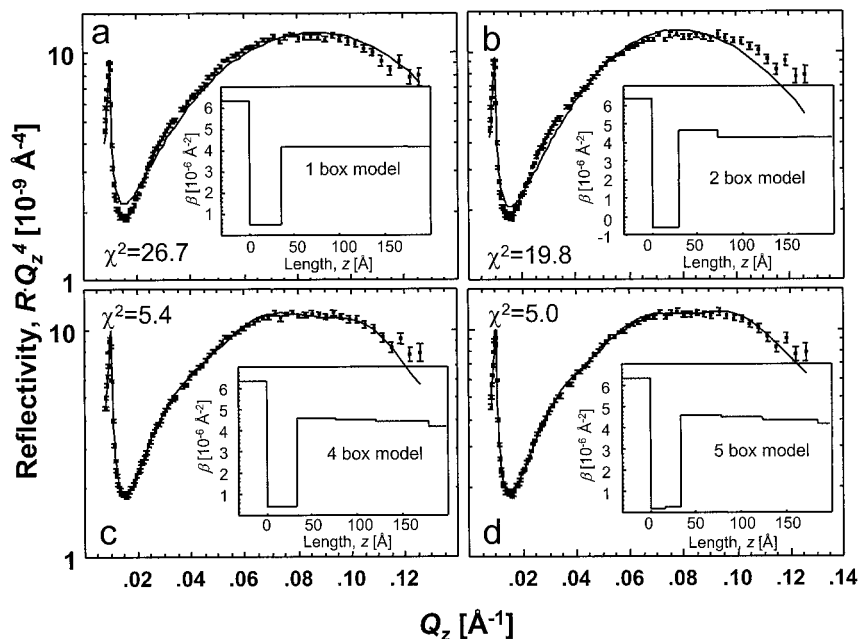 Reflectivity, R Q_z^4 [10^-9 Å^-4]
a
10
1
χ²=26.7
β [10^-6 Å^-2]
6
5
4
3
2
1
1 box model
0 50 100 150
Length, z [Å]
b
χ²=19.8
β [10^-6 Å^-2]
6
5
4
3
2
1
0
-1
2 box model
0 50 100 150
Length, z [Å]
χ²=5.4
10
1
c
β [10^-6 Å^-2]
6
5
4
3
2
1
4 box model
0 50 100 150
Length, z [Å]
χ²=5.0
d
β [10^-6 Å^-2]
6
5
4
3
2
1
5 box model
0 50 100 150
Length, z [Å]
.02 .04 .06 .08 .10 .12 .02 .04 .06 .08 .10 .12 .14
Q_z [Å^-1]